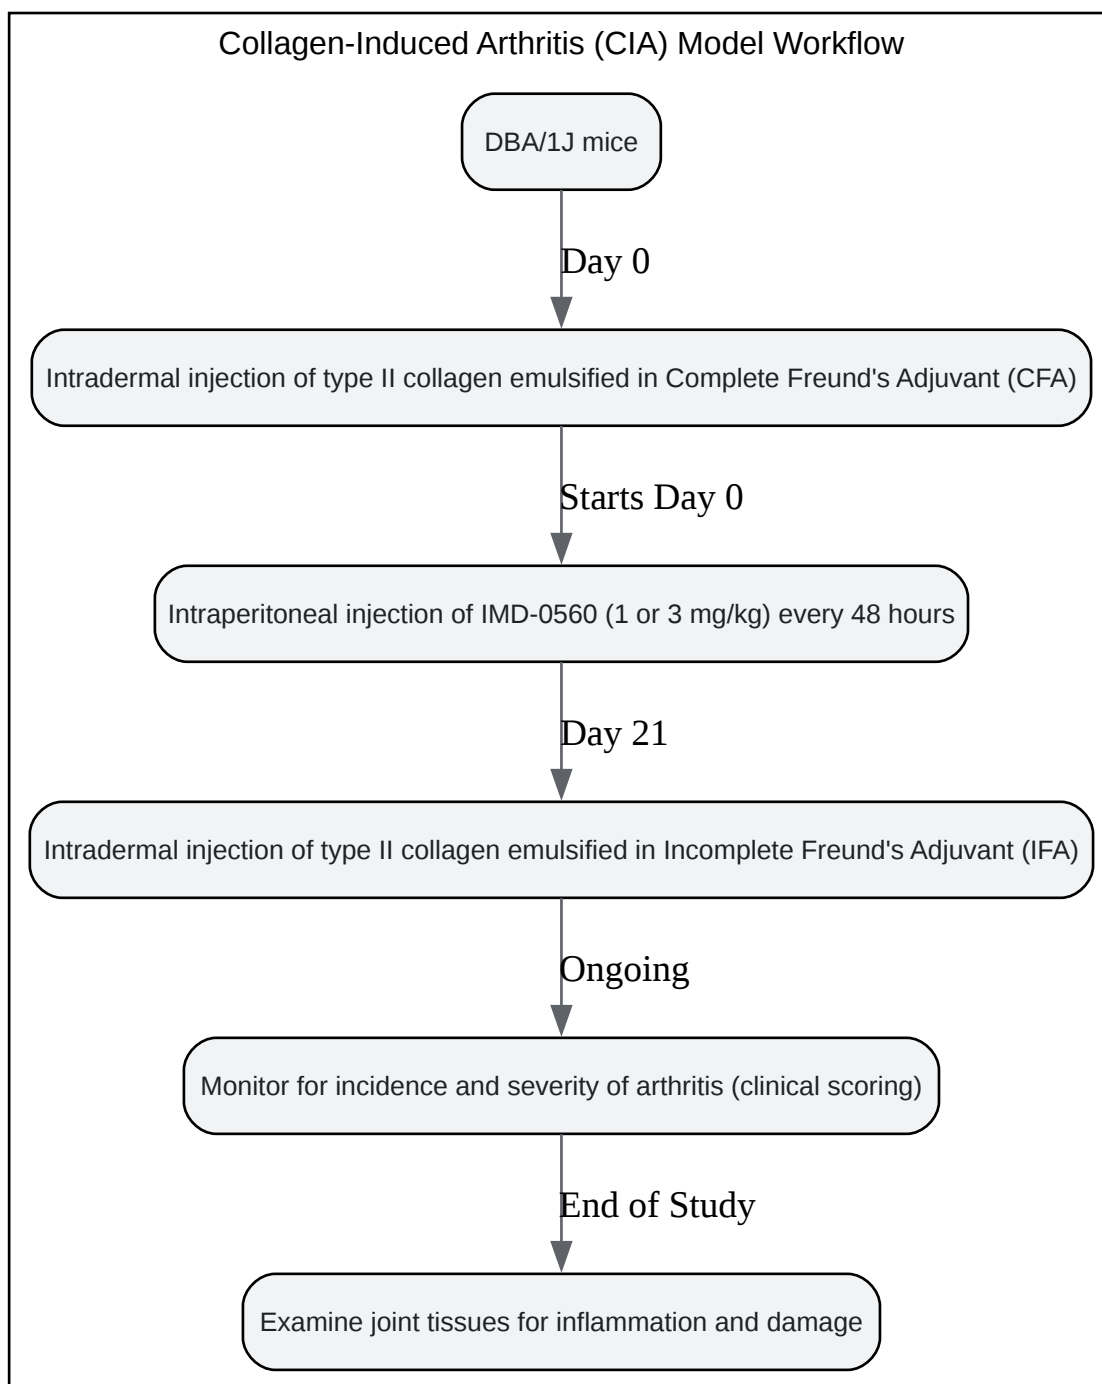 Collagen-Induced Arthritis (CIA) Model Workflow
DBA/1J mice
Day 0
Intradermal injection of type II collagen emulsified in Complete Freund's Adjuvant (CFA)
Starts Day 0
Intraperitoneal injection of IMD-0560 (1 or 3 mg/kg) every 48 hours
Day 21
Intradermal injection of type II collagen emulsified in Incomplete Freund's Adjuvant (IFA)
Ongoing
Monitor for incidence and severity of arthritis (clinical scoring)
End of Study
Examine joint tissues for inflammation and damage